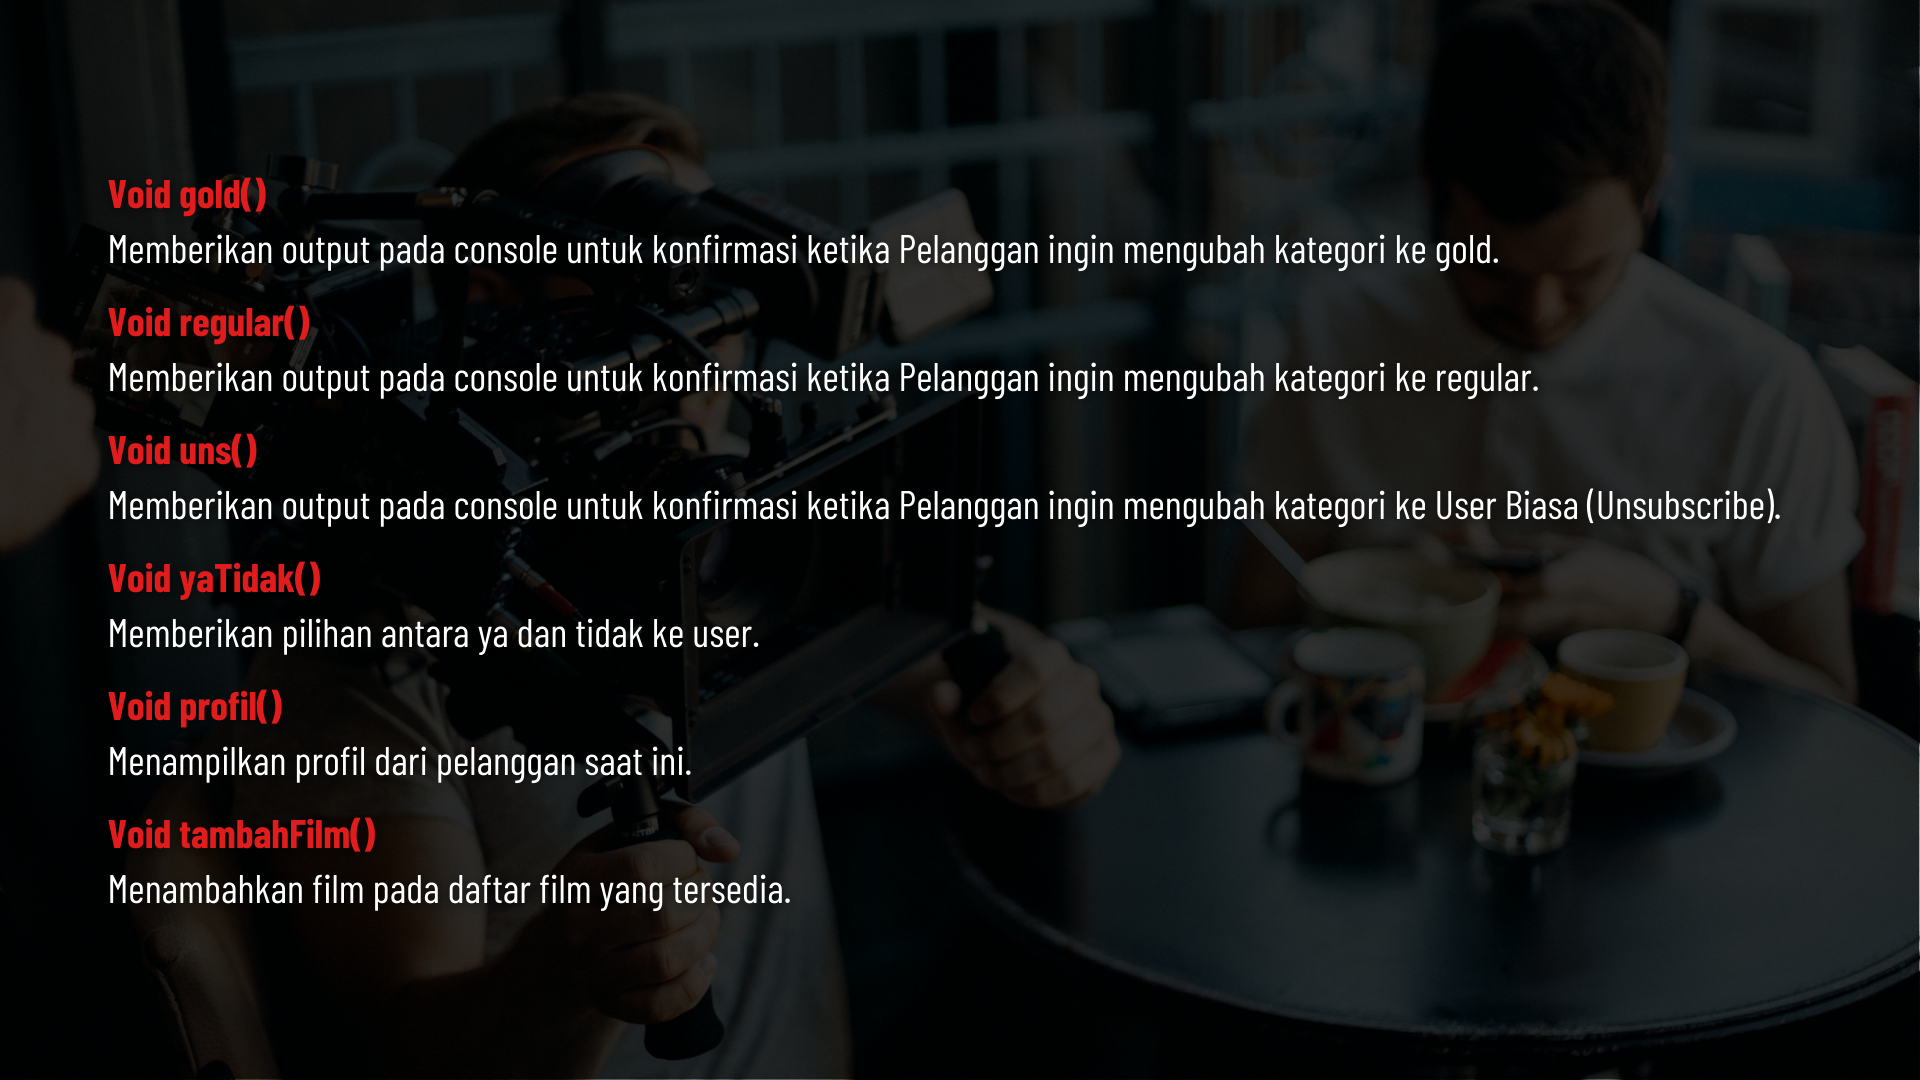 Void gold()
Memberikan output pada console untuk konfirmasi ketika Pelanggan ingin mengubah kategori ke gold.
Void regular()
Memberikan output pada console untuk konfirmasi ketika Pelanggan ingin mengubah kategori ke regular.
Void uns()
Memberikan output pada console untuk konfirmasi ketika Pelanggan ingin mengubah kategori ke User Biasa (Unsubscribe).
Void yaTidak()
Memberikan pilihan antara ya dan tidak ke user.
Void profil()
Menampilkan profil dari pelanggan saat ini.
Void tambahFilm()
Menambahkan film pada daftar film yang tersedia.